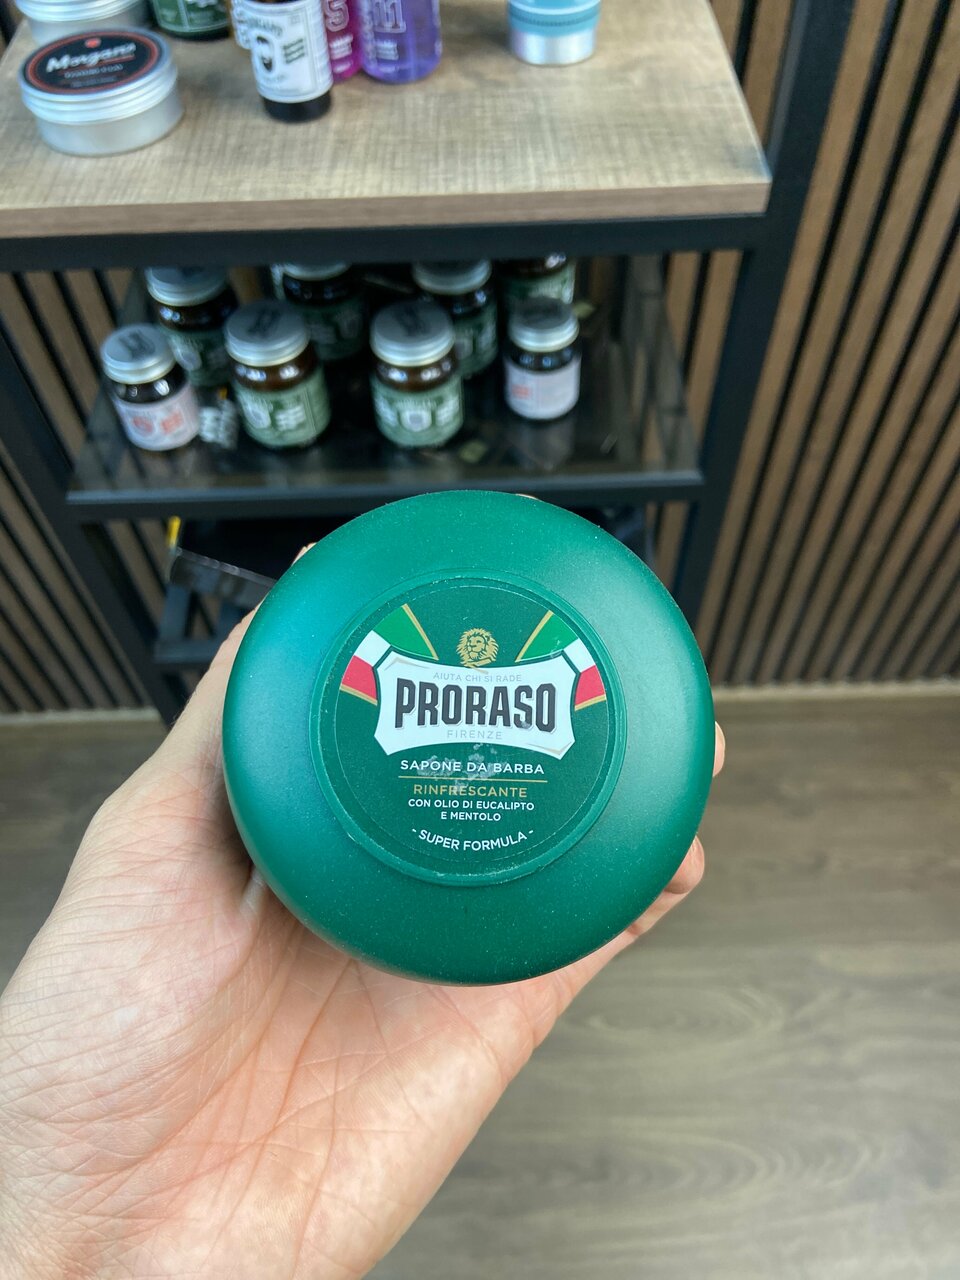 Morgan's
AIUTA CHI SI RADE
PRORASO
FIRENZE
SAPONE DA BARBA
RINFRESCANTE
CON OLIO DI EUCALIPTO
E MENTOLO
- SUPER FORMULA -